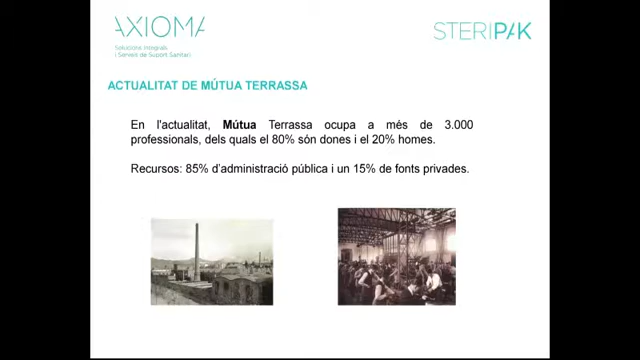 AXIOMA
Solucions Integrals
i Serveis de Suport Sanitari
STERIPAK
ACTUALITAT DE MÚTUA TERRASSA
En l'actualitat, Mútua Terrassa ocupa a més de 3.000
professionals, dels quals el 80% són dones i el 20% homes.
Recursos: 85% d'administració pública i un 15% de fonts privades.